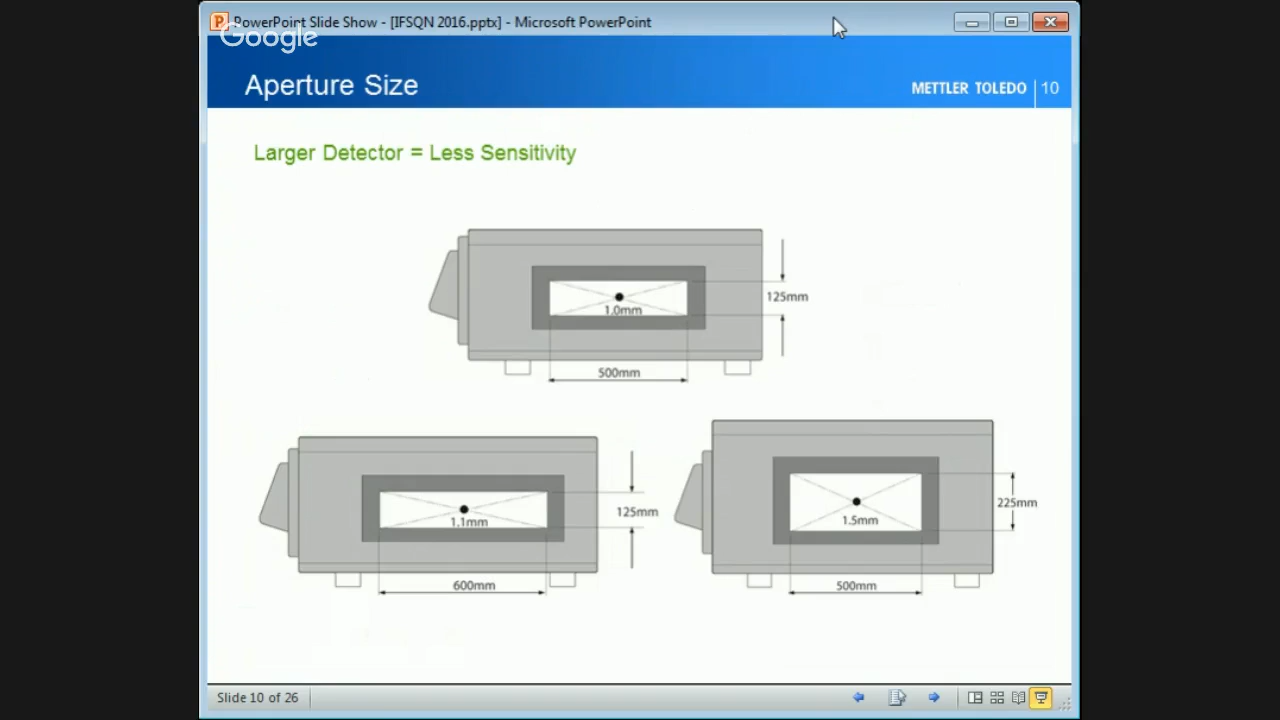 PowerPoint Slide Show - [IFSQN 2016.pptx] - Microsoft PowerPoint
Google
Aperture Size
METTLER TOLEDO | 10
Larger Detector = Less Sensitivity
125mm
1.0mm
500mm
125mm
1.1mm
600mm
225mm
1.5mm
500mm
Slide 10 of 26